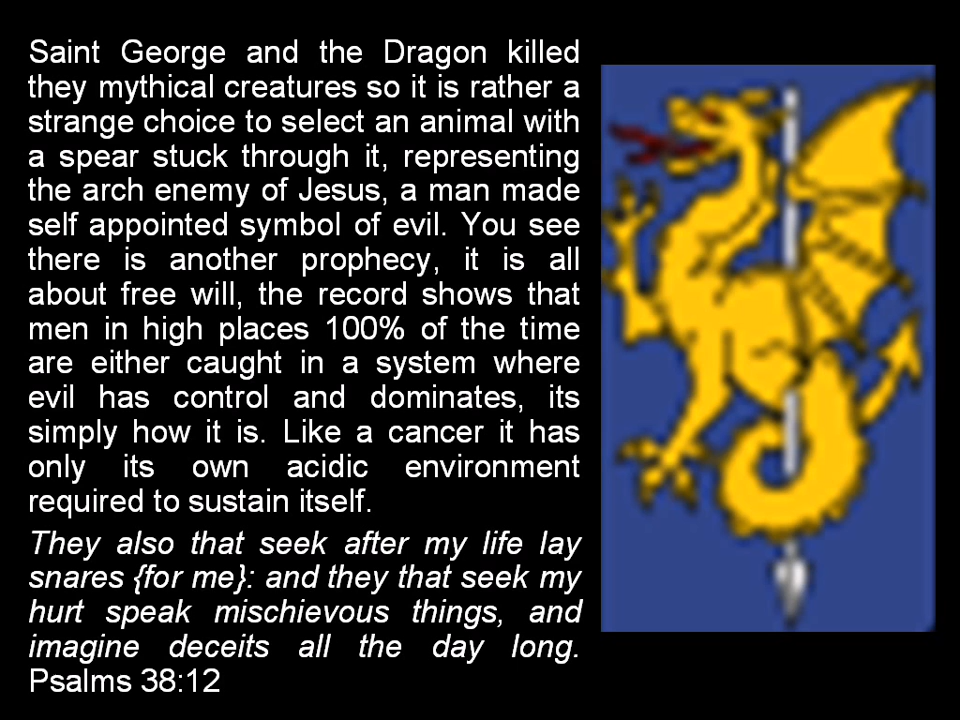 Saint George and the Dragon killed
they mythical creatures so it is rather a
strange choice to select an animal with
a spear stuck through it, representing
the arch enemy of Jesus, a man made
self appointed symbol of evil. You see
there is another prophecy, it is all
about free will, the record shows that
men in high places 100% of the time
are either caught in a system where
evil has control and dominates, its
simply how it is. Like a cancer it has
only its own acidic environment
required to sustain itself.
They also that seek after my life lay
snares {for me}: and they that seek my
hurt speak mischievous things, and
imagine deceits all the day long.
Psalms 38:12